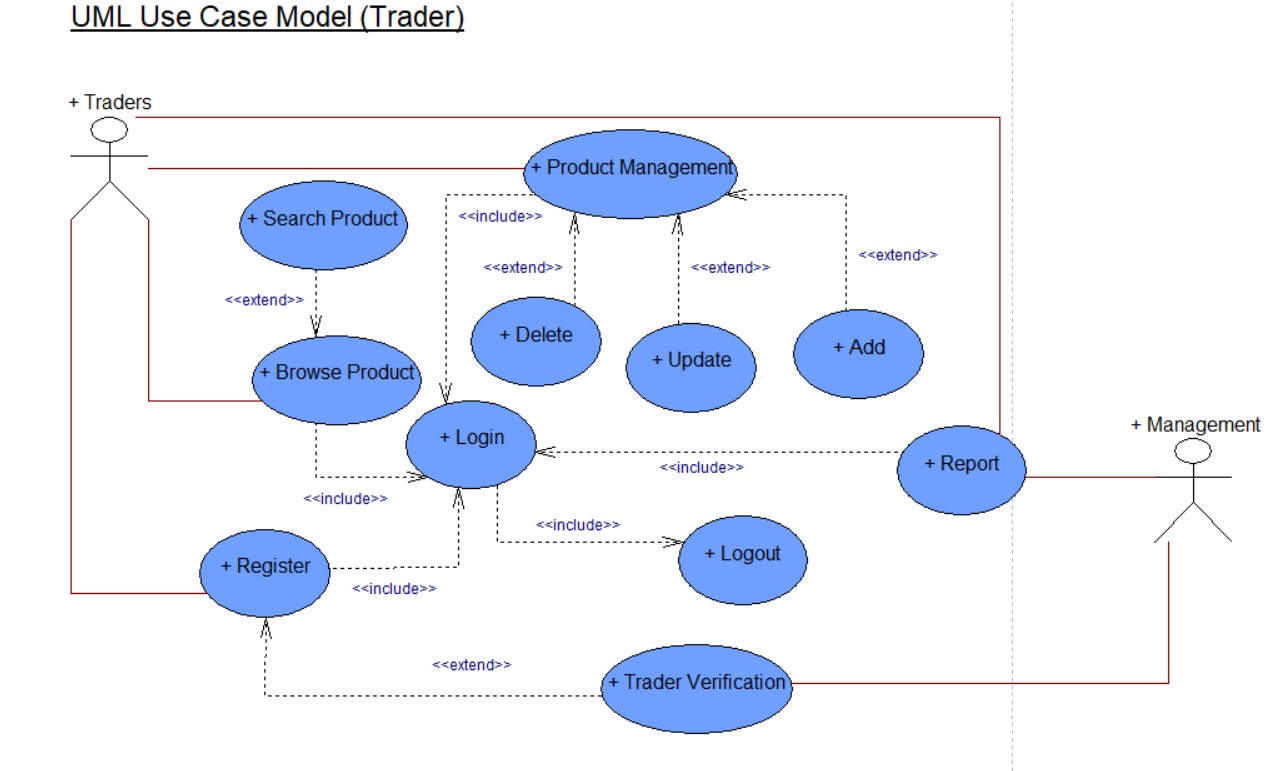 UML Use Case Model (Trader)
+ Traders
+ Product Management
+ Search Product
<<include>>
<<extend>>
<<extend>>
<<extend>>
<<extend>>
+ Delete
+ Update
+ Add
+ Browse Product
+ Management
+ Login
+ Report
<<include>>
<<include>>
<<include>>
+ Logout
+ Register
<<include>>
<<extend>>
+ Trader Verification